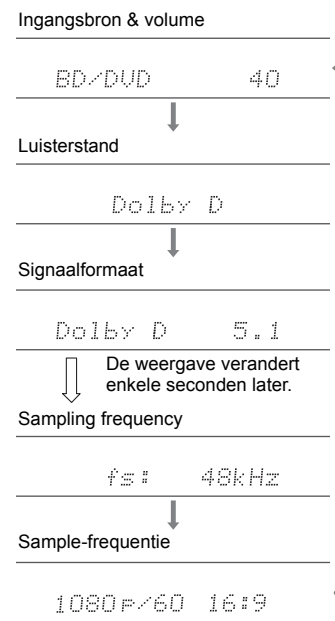 Ingangsbron & volume
BD/DVD 40
Luisterstand
Dolby D
Signaalformaat
Dolby D 5.1
De weergave verandert
enkele seconden later.
Sampling frequency
fs: 48kHz
Sample-frequentie
1080p/60 16:9